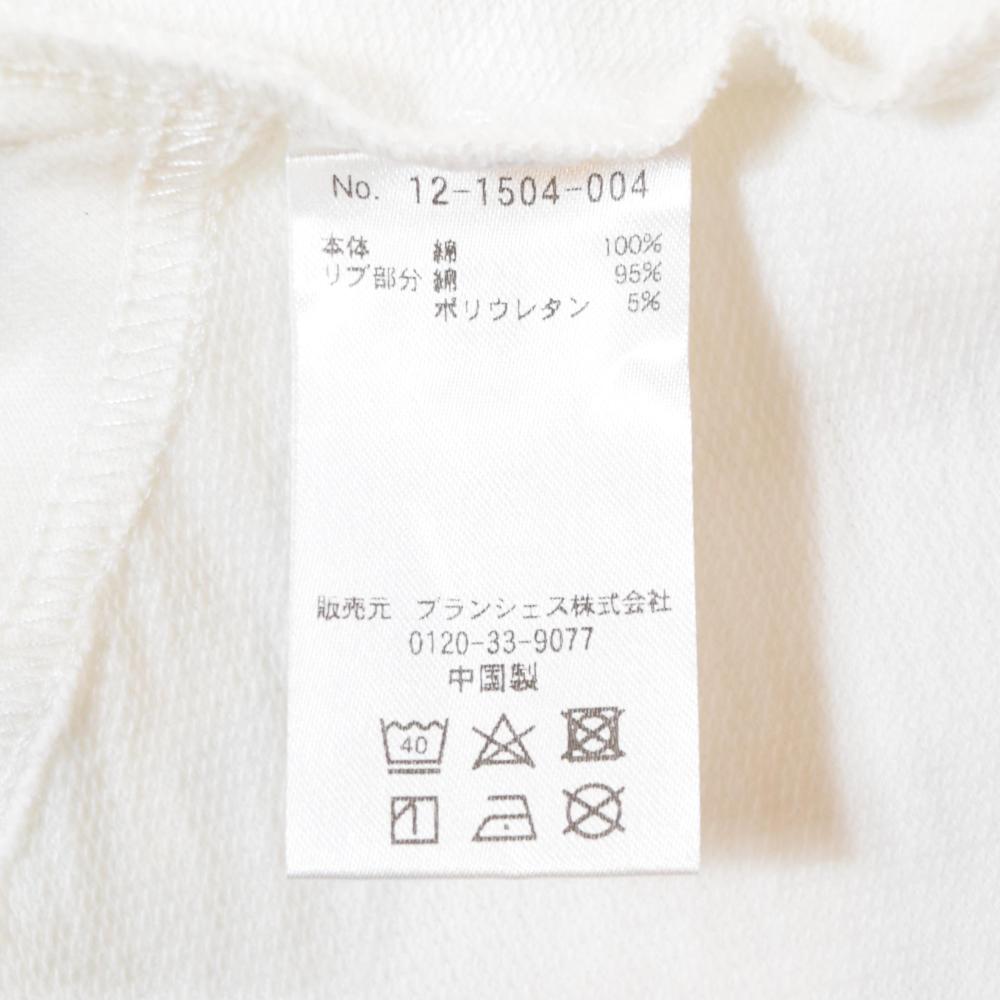 No. 12-1504-004
本体 綿 100%
リブ部分 綿 95%
ポリウレタン 5%
販売元 ブランシェス株式会社
0120-33-9077
中国製
40